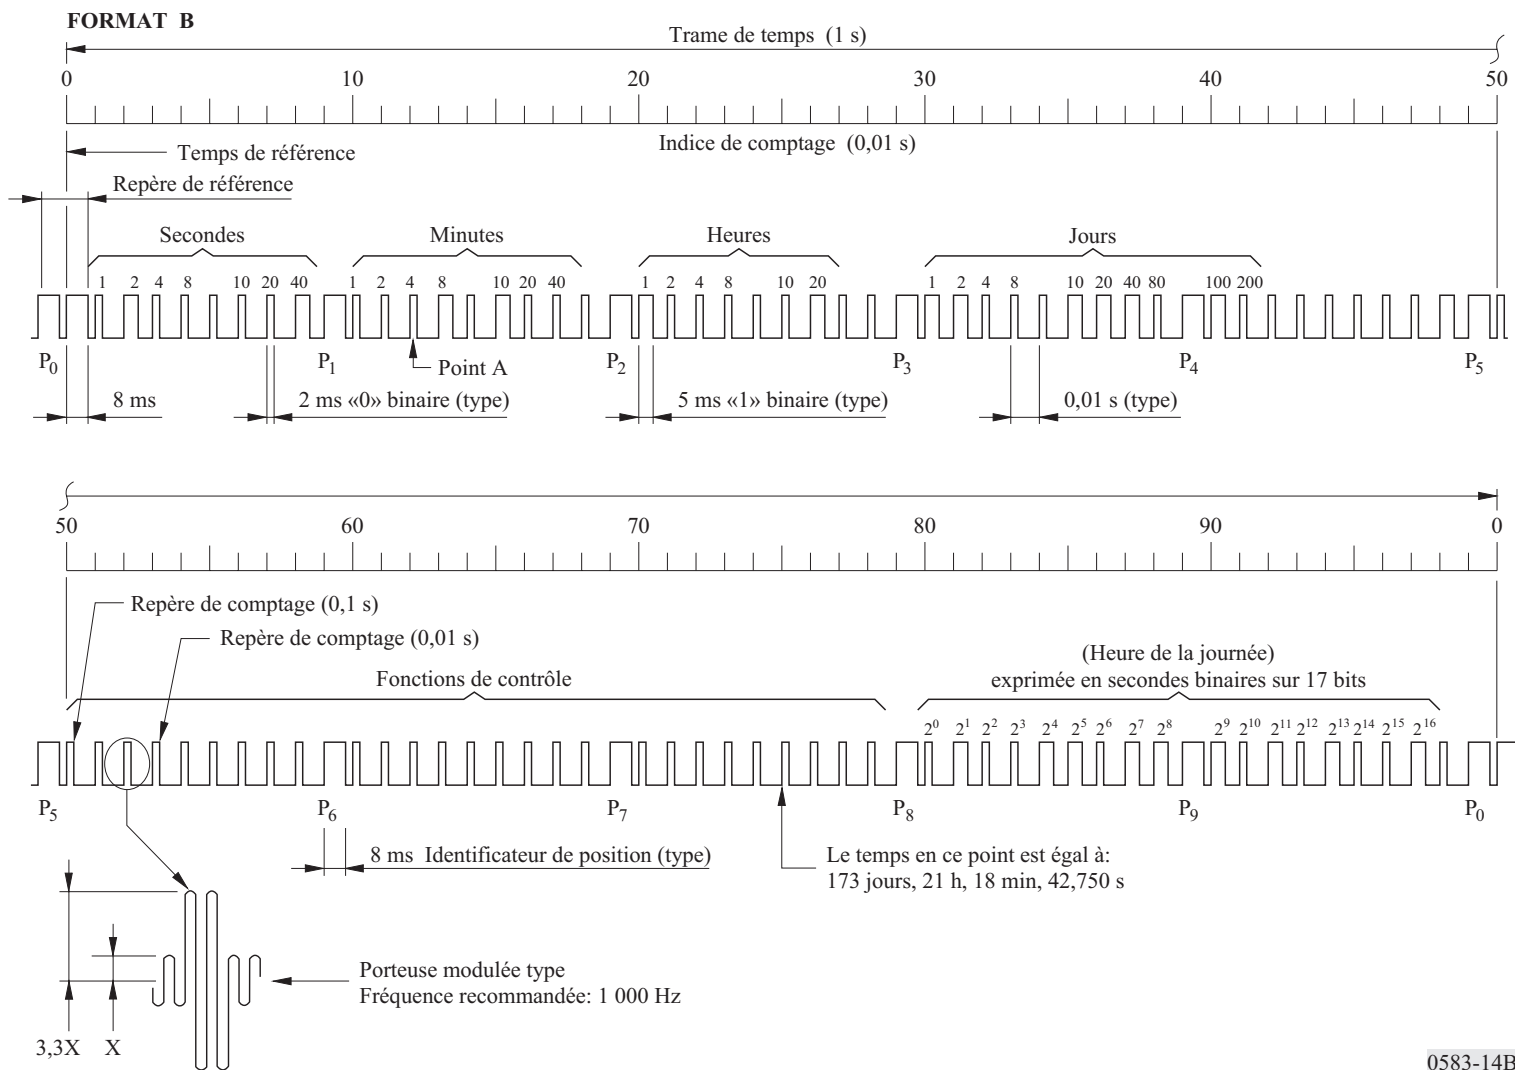 FORMAT B
Trame de temps (1 s)
0 10 20 30 40 50
Indice de comptage (0,01 s)
Temps de référence
Repère de référence
Secondes Minutes Heures Jours
1 2 4 8 10 20 40 1 2 4 8 10 20 40 1 2 4 8 10 20 1 2 4 8 10 20 40 80 100 200
P0 P1 P2 P3 P4 P5
Point A
8 ms
2 ms «0» binaire (type)
5 ms «1» binaire (type)
0,01 s (type)
50 60 70 80 90 0
Repère de comptage (0,1 s)
Repère de comptage (0,01 s)
Fonctions de contrôle
(Heure de la journée)
exprimée en secondes binaires sur 17 bits
2^0 2^1 2^2 2^3 2^4 2^5 2^6 2^7 2^8 2^9 2^10 2^11 2^12 2^13 2^14 2^15 2^16
P5 P6 P7 P8 P9 P0
8 ms Identificateur de position (type)
Le temps en ce point est égal à:
173 jours, 21 h, 18 min, 42,750 s
Porteuse modulée type
Fréquence recommandée: 1 000 Hz
3,3X X
0583-14B